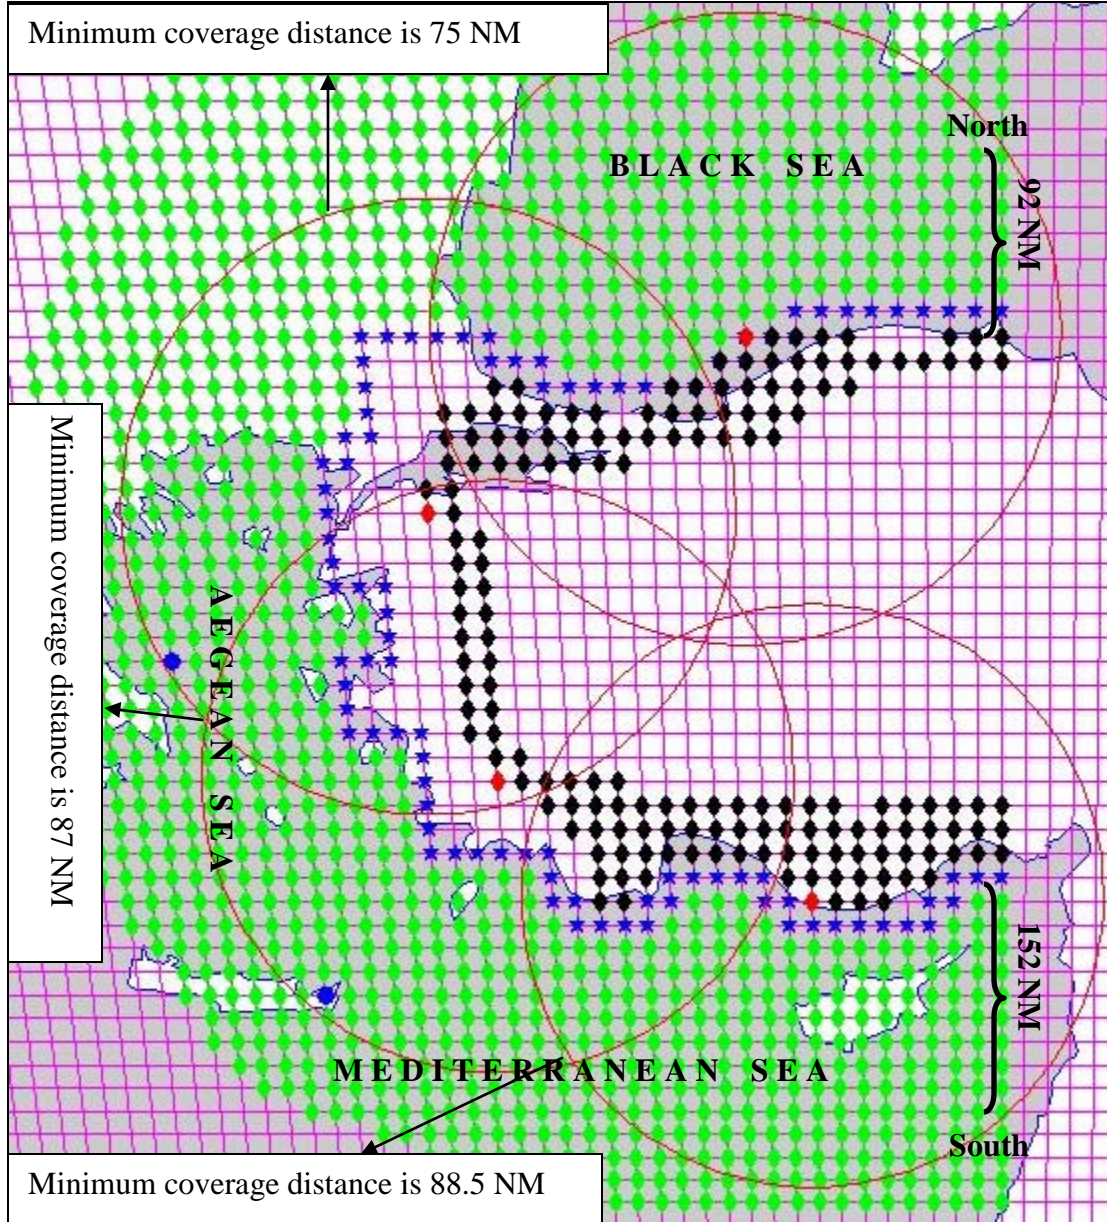 Minimum coverage distance is 75 NM
North
BLACK SEA
92 NM
Minimum coverage distance is 87 NM
AEGEAN SEA
152 NM
MEDITERRANEAN SEA
South
Minimum coverage distance is 88.5 NM